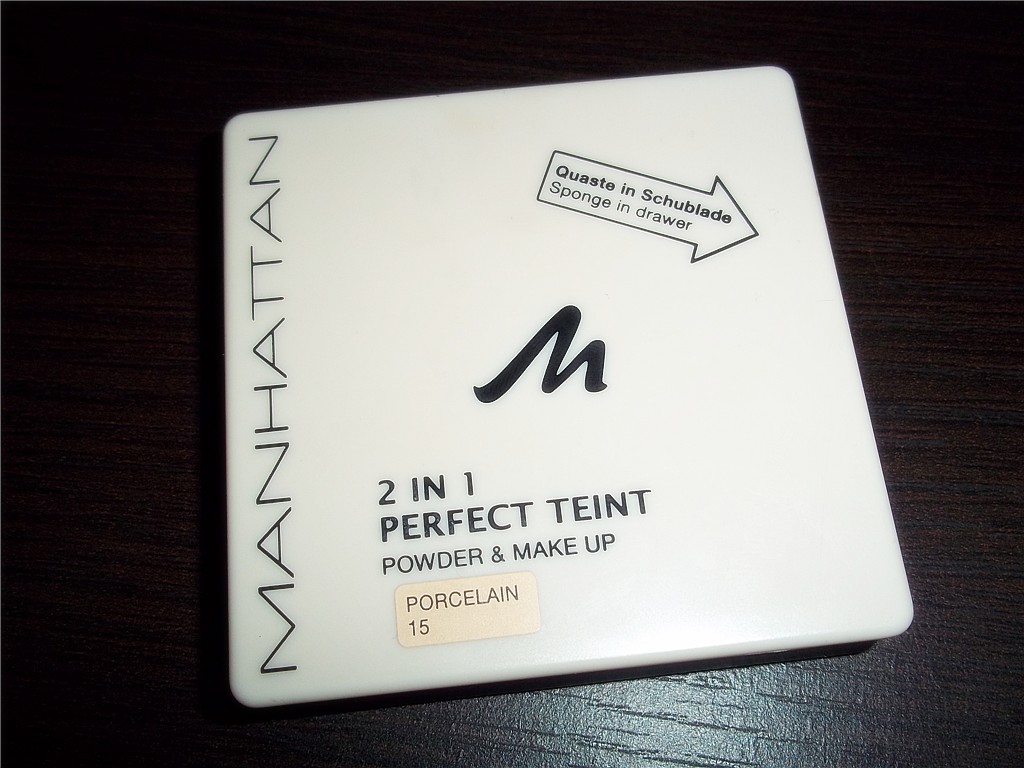 MANHATTAN
Quaste in Schublade
Sponge in drawer
M
2 IN 1
PERFECT TEINT
POWDER & MAKE UP
PORCELAIN
15